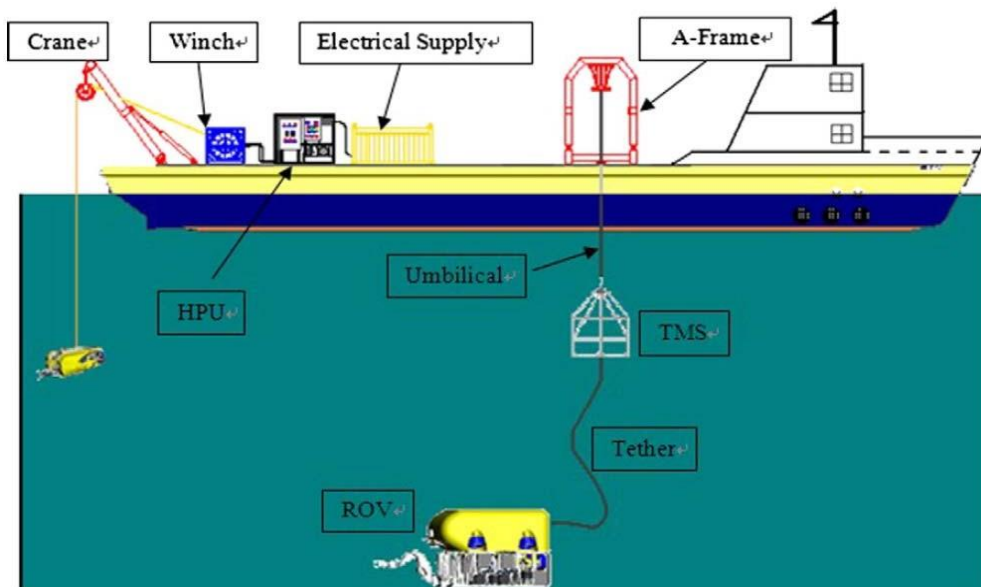 Crane↵
Winch↵
Electrical Supply↵
A-Frame↵
Umbilical↵
HPU↵
TMS↵
Tether↵
ROV↵